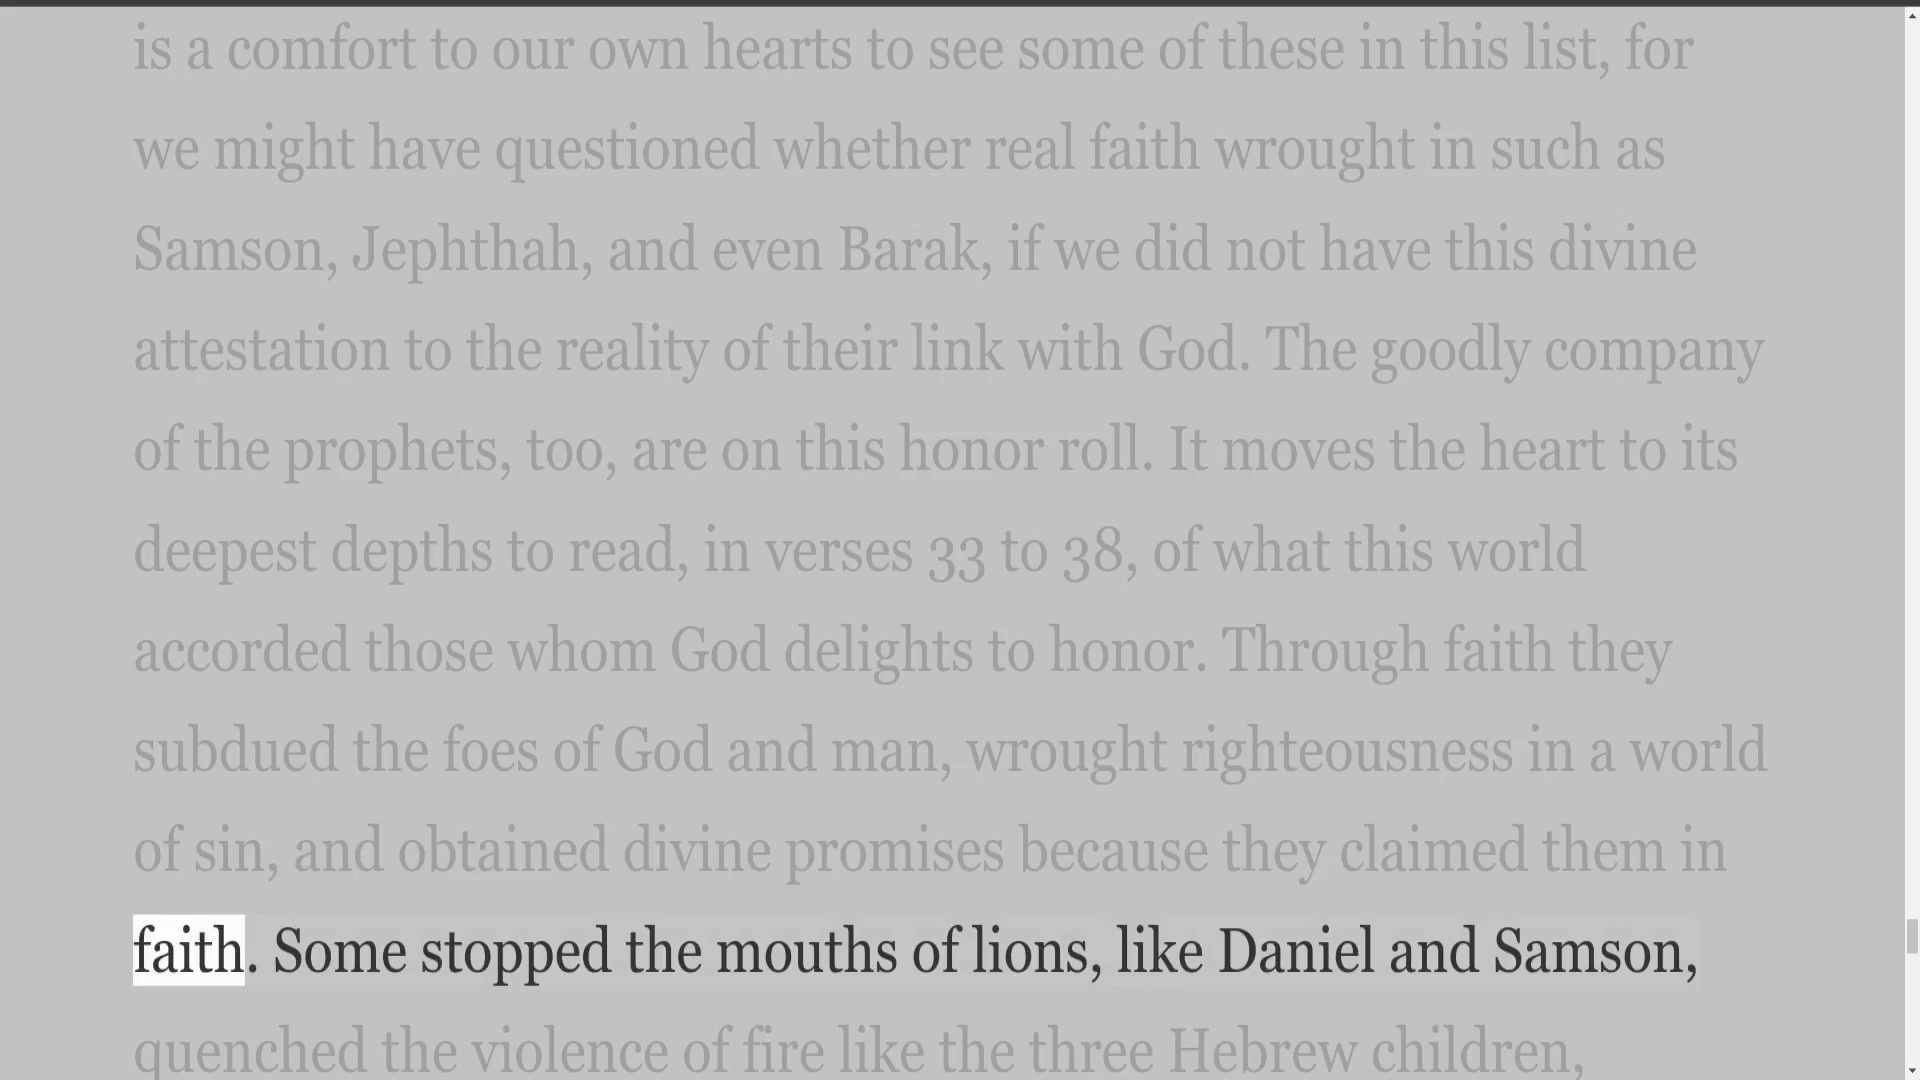 is a comfort to our own hearts to see some of these in this list, for
we might have questioned whether real faith wrought in such as
Samson, Jephthah, and even Barak, if we did not have this divine
attestation to the reality of their link with God. The goodly company
of the prophets, too, are on this honor roll. It moves the heart to its
deepest depths to read, in verses 33 to 38, of what this world
accorded those whom God delights to honor. Through faith they
subdued the foes of God and man, wrought righteousness in a world
of sin, and obtained divine promises because they claimed them in
faith. Some stopped the mouths of lions, like Daniel and Samson,
quenched the violence of fire like the three Hebrew children,